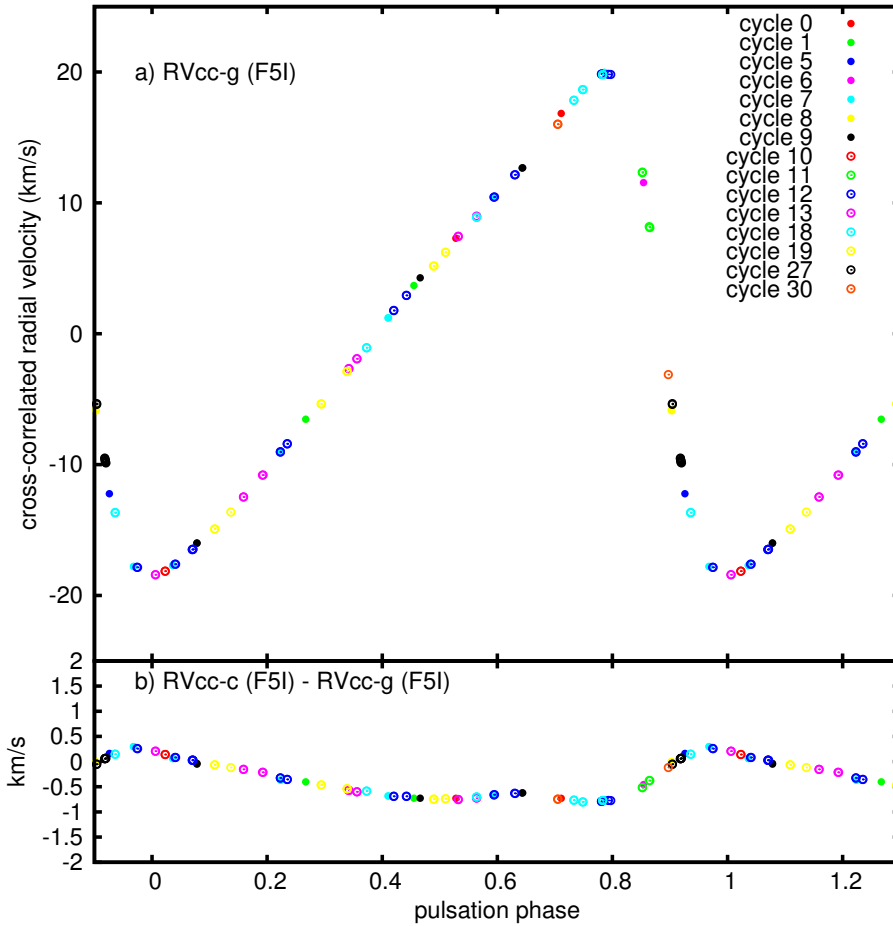 a) RVcc-g (F5I)
cycle 0
cycle 1
cycle 5
cycle 6
cycle 7
cycle 8
cycle 9
cycle 10
cycle 11
cycle 12
cycle 13
cycle 18
cycle 19
cycle 27
cycle 30
20
10
0
-10
-20
cross-correlated radial velocity (km/s)
b) RVcc-c (F5I) - RVcc-g (F5I)
2
1.5
1
0.5
0
-0.5
-1
-1.5
-2
km/s
0 0.2 0.4 0.6 0.8 1 1.2
pulsation phase